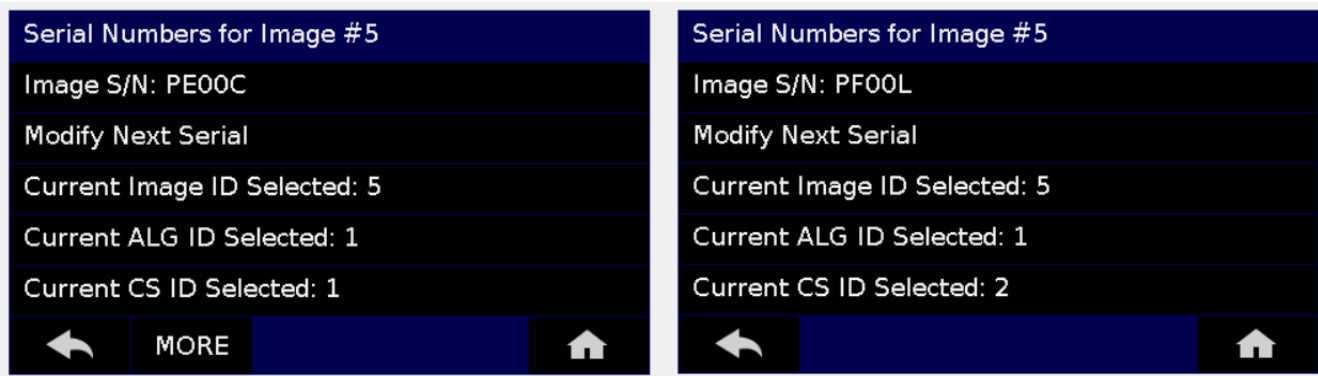 Serial Numbers for Image #5
Image S/N: PE00C
Modify Next Serial
Current Image ID Selected: 5
Current ALG ID Selected: 1
Current CS ID Selected: 1
MORE
Serial Numbers for Image #5
Image S/N: PF00L
Modify Next Serial
Current Image ID Selected: 5
Current ALG ID Selected: 1
Current CS ID Selected: 2